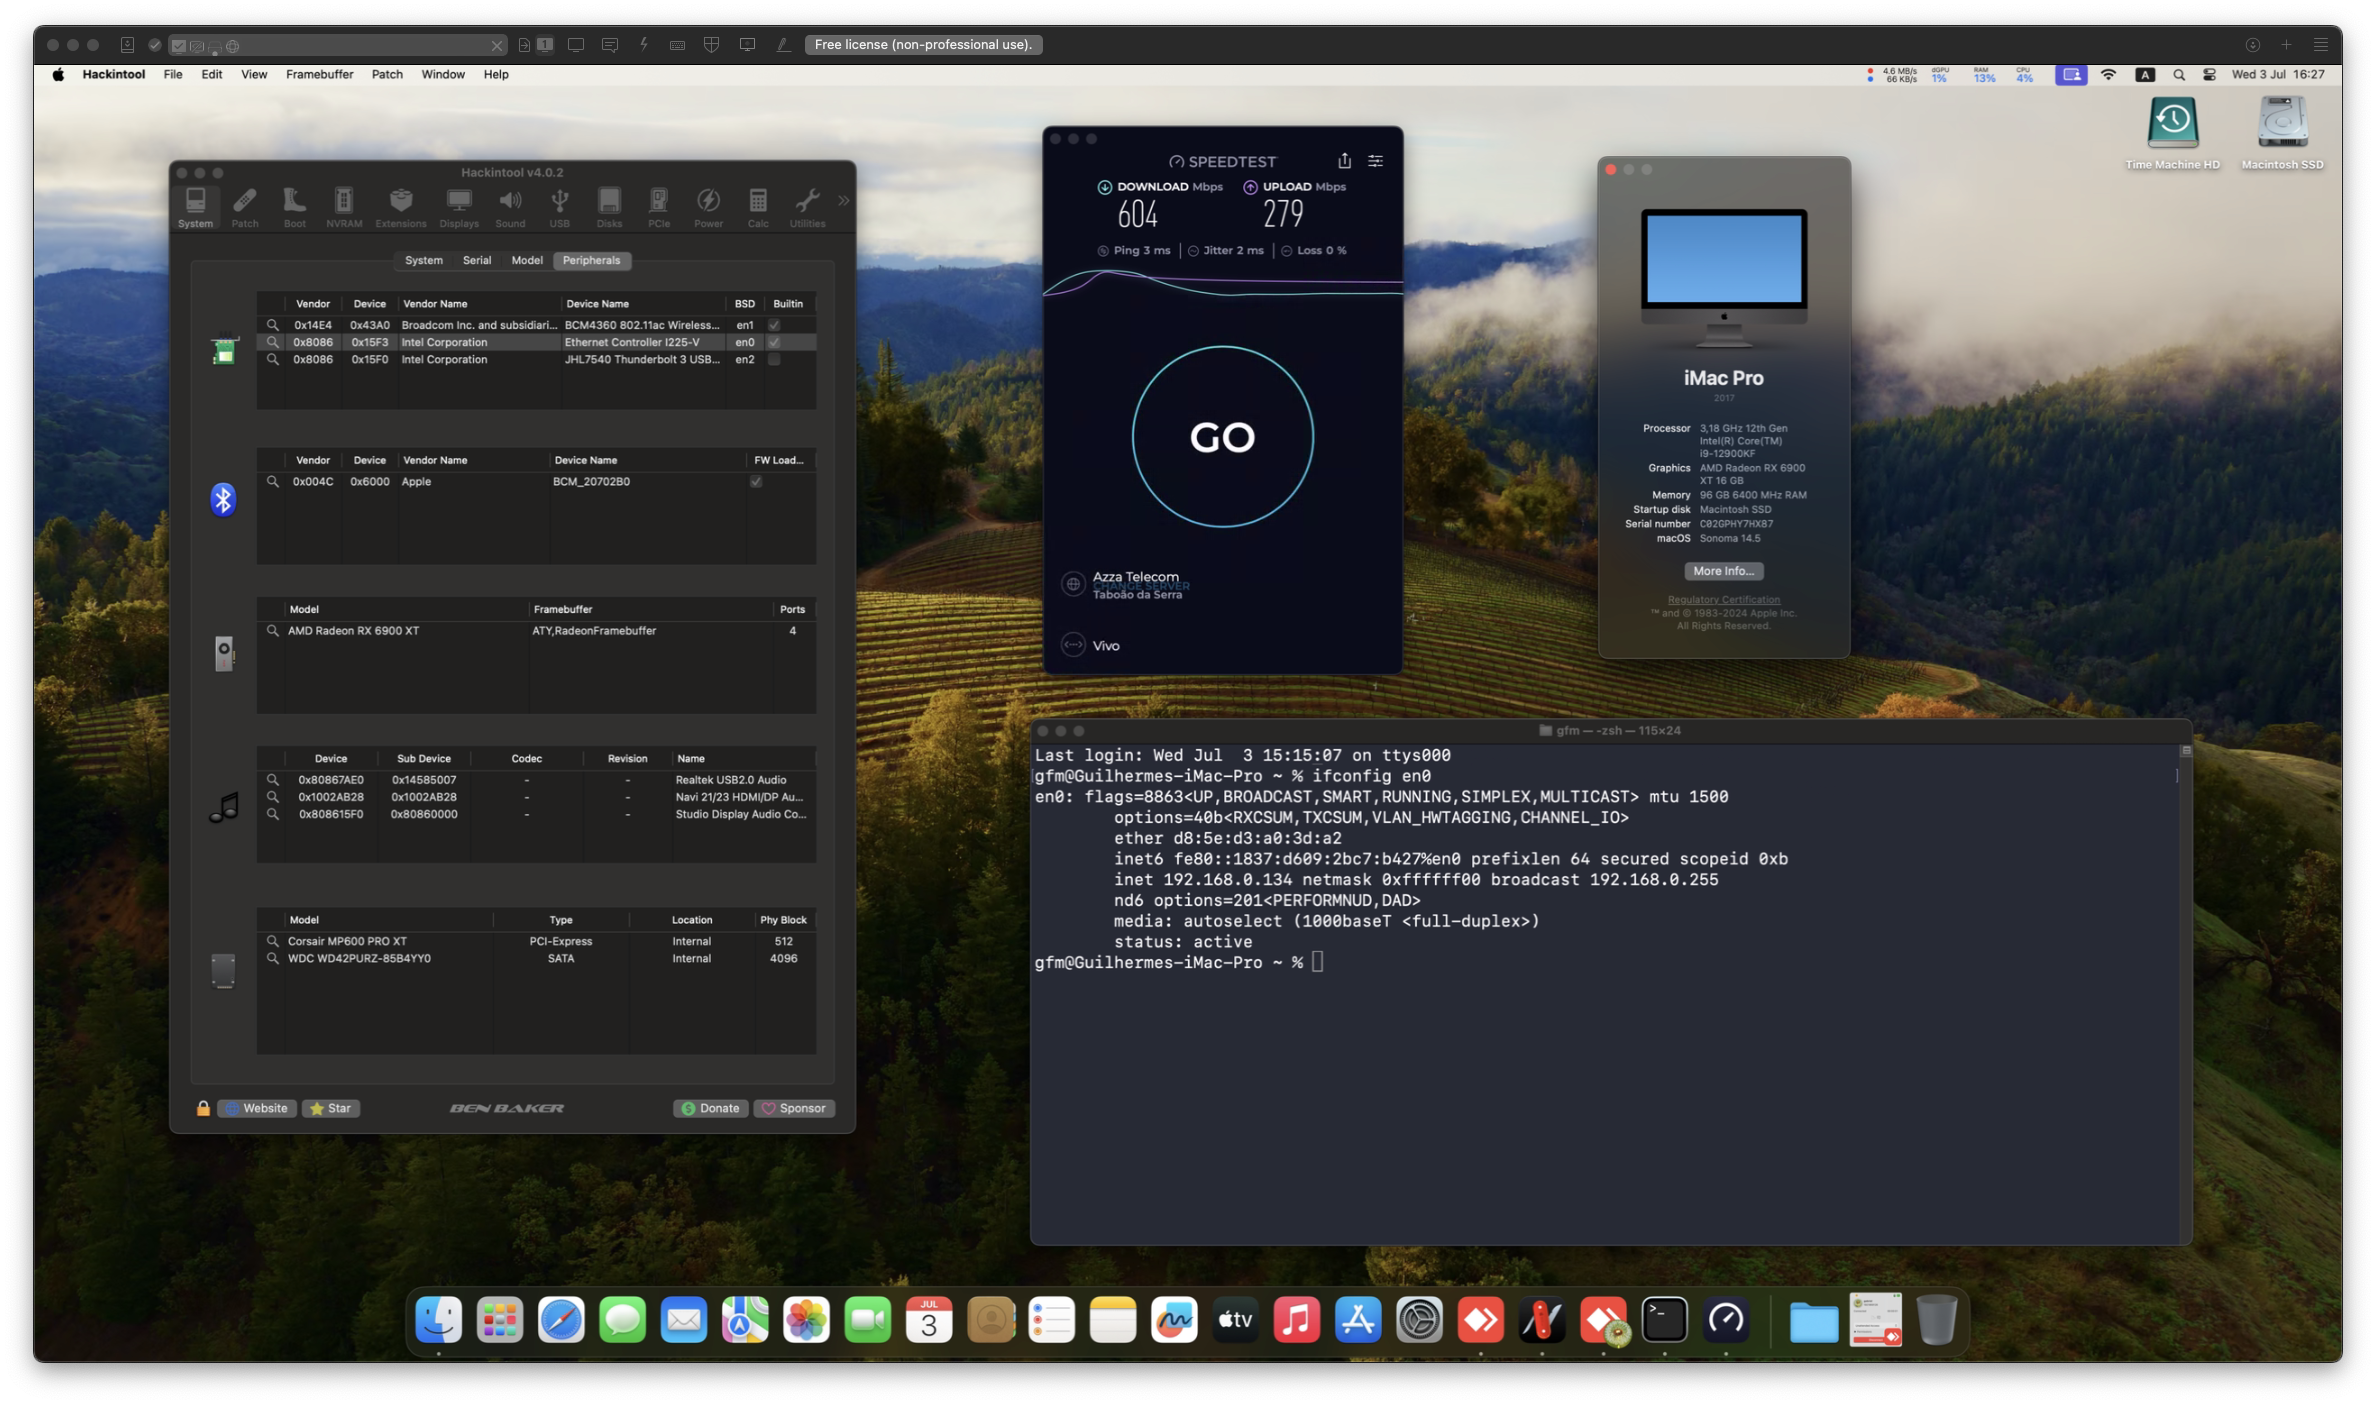 Free license (non-professional use).
Hackintool File Edit View Framebuffer Patch Window Help
4.6 MB/s
66 KB/s
dGPU
1%
RAM
13%
CPU
4%
A
Wed 3 Jul 16:27
Time Machine HD
Macintosh SSD
Hackintool v4.0.2
System Patch Boot NVRAM Extensions Displays Sound USB Disks PCIe Power Calc Utilities
System Serial Model Peripherals
Vendor Device Vendor Name Device Name BSD Builtin
0x14E4 0x43A0 Broadcom Inc. and subsidiari... BCM4360 802.11ac Wireless... en1
0x8086 0x15F3 Intel Corporation Ethernet Controller I225-V en0
0x8086 0x15F0 Intel Corporation JHL7540 Thunderbolt 3 USB... en2
Vendor Device Vendor Name Device Name FW Load...
0x004C 0x6000 Apple BCM_20702B0
Model Framebuffer Ports
AMD Radeon RX 6900 XT ATY,RadeonFramebuffer 4
Device Sub Device Codec Revision Name
0x80867AE0 0x14585007 - - Realtek USB2.0 Audio
0x1002AB28 0x1002AB28 - - Navi 21/23 HDMI/DP Au...
0x808615F0 0x80860000 - - Studio Display Audio Co...
Model Type Location Phy Block
Corsair MP600 PRO XT PCI-Express Internal 512
WDC WD42PURZ-85B4YY0 SATA Internal 4096
Website Star BEN BAKER Donate Sponsor
SPEEDTEST
DOWNLOAD Mbps UPLOAD Mbps
604 279
Ping 3 ms Jitter 2 ms Loss 0 %
GO
Azza Telecom
CHANGE SERVER
Taboão da Serra
Vivo
iMac Pro
2017
Processor 3,18 GHz 12th Gen
Intel(R) Core(TM)
i9-12900KF
Graphics AMD Radeon RX 6900
XT 16 GB
Memory 96 GB 6400 MHz RAM
Startup disk Macintosh SSD
Serial number C02GPHY7HX87
macOS Sonoma 14.5
More Info...
Regulatory Certification
™ and © 1983-2024 Apple Inc.
All Rights Reserved.
gfm — -zsh — 115×24
Last login: Wed Jul  3 15:15:07 on ttys000
gfm@Guilhermes-iMac-Pro ~ % ifconfig en0
en0: flags=8863<UP,BROADCAST,SMART,RUNNING,SIMPLEX,MULTICAST> mtu 1500
options=40b<RXCSUM,TXCSUM,VLAN_HWTAGGING,CHANNEL_IO>
ether d8:5e:d3:a0:3d:a2
inet6 fe80::1837:d609:2bc7:b427%en0 prefixlen 64 secured scopeid 0xb
inet 192.168.0.134 netmask 0xffffff00 broadcast 192.168.0.255
nd6 options=201<PERFORMNUD,DAD>
media: autoselect (1000baseT <full-duplex>)
status: active
gfm@Guilhermes-iMac-Pro ~ %
JUL
3
tv